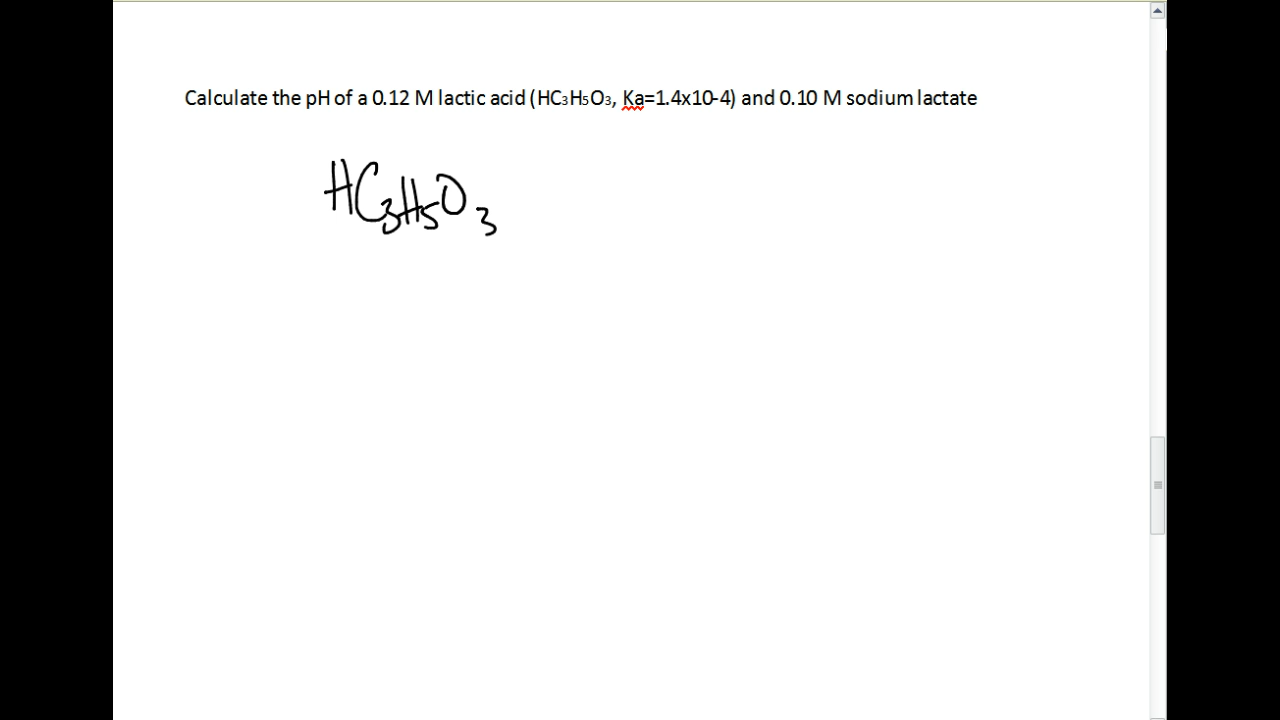 Calculate the pH of a 0.12 M lactic acid (HC₃H₅O₃, Ka=1.4x10-4) and 0.10 M sodium lactate
HC₃H₅O₃